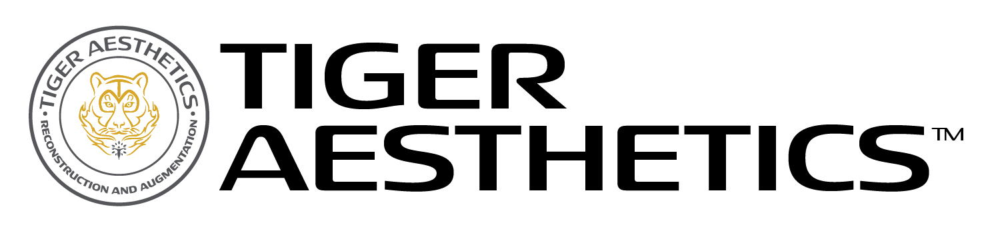 • TIGER AESTHETICS •
RECONSTRUCTION AND AUGMENTATION
TIGER
AESTHETICS™